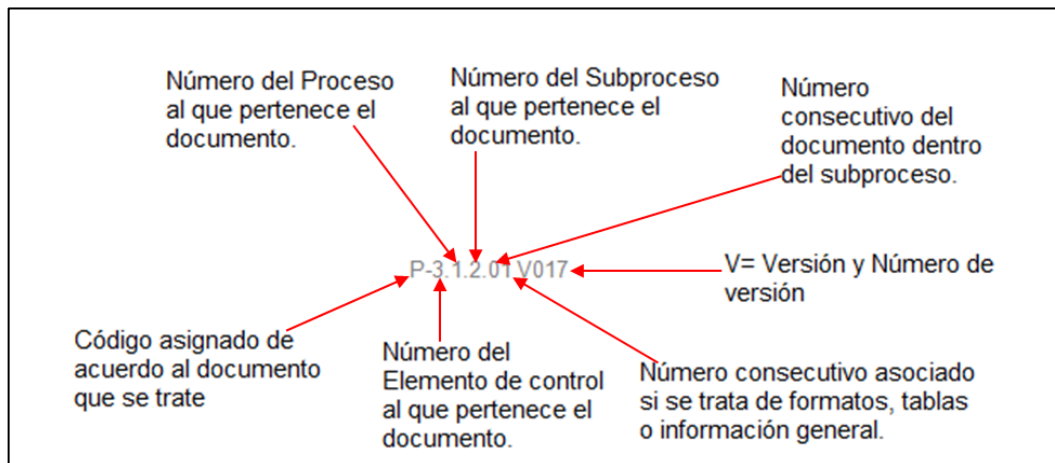 Número del Proceso
al que pertenece el
documento.
Número del Subproceso
al que pertenece el
documento.
Número
consecutivo del
documento dentro
del subproceso.
P-3.1.2.01 V017
V= Versión y Número de
versión
Código asignado de
acuerdo al documento
que se trate
Número del
Elemento de control
al que pertenece el
documento.
Número consecutivo asociado
si se trata de formatos, tablas
o información general.